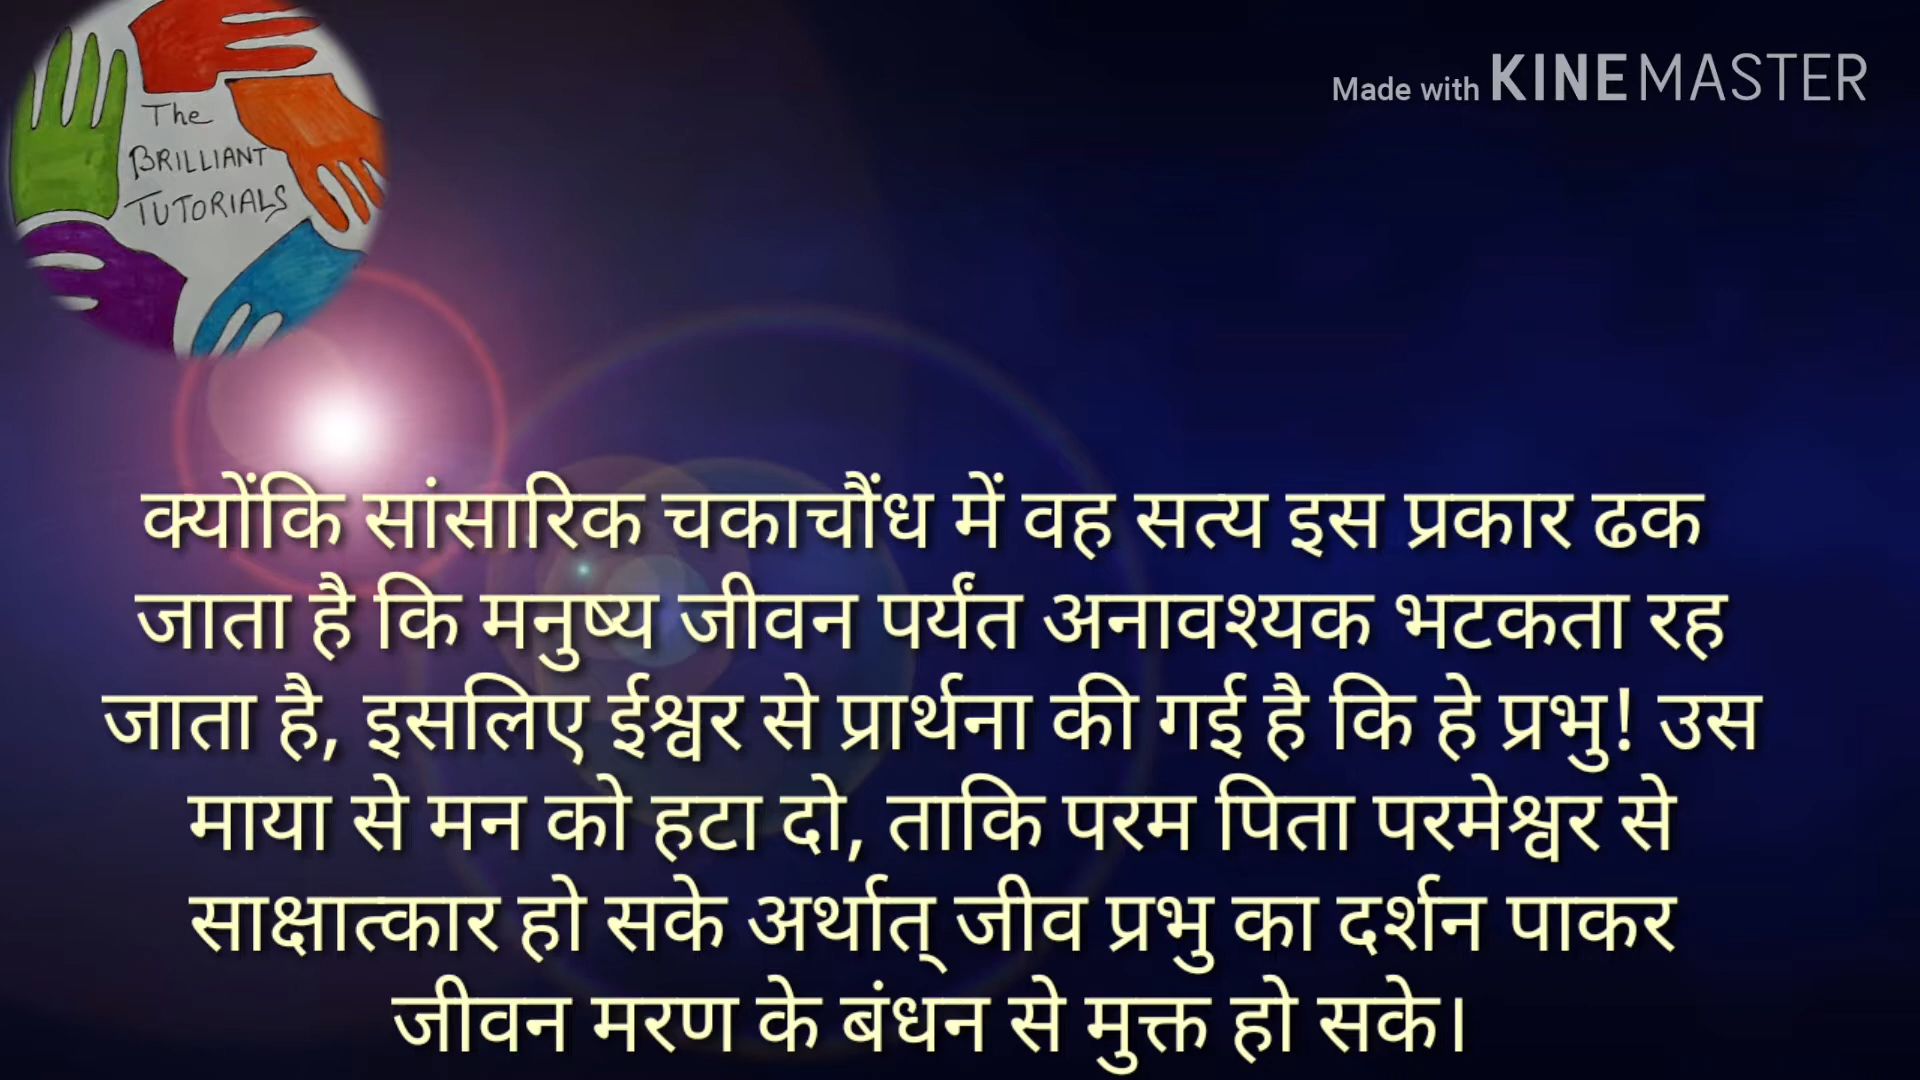 The
BRILLIANT
TUTORIALS
Made with KINEMASTER
क्योंकि सांसारिक चकाचौंध में वह सत्य इस प्रकार ढक
जाता है कि मनुष्य जीवन पर्यंत अनावश्यक भटकता रह
जाता है, इसलिए ईश्वर से प्रार्थना की गई है कि हे प्रभु! उस
माया से मन को हटा दो, ताकि परम पिता परमेश्वर से
साक्षात्कार हो सके अर्थात् जीव प्रभु का दर्शन पाकर
जीवन मरण के बंधन से मुक्त हो सके।